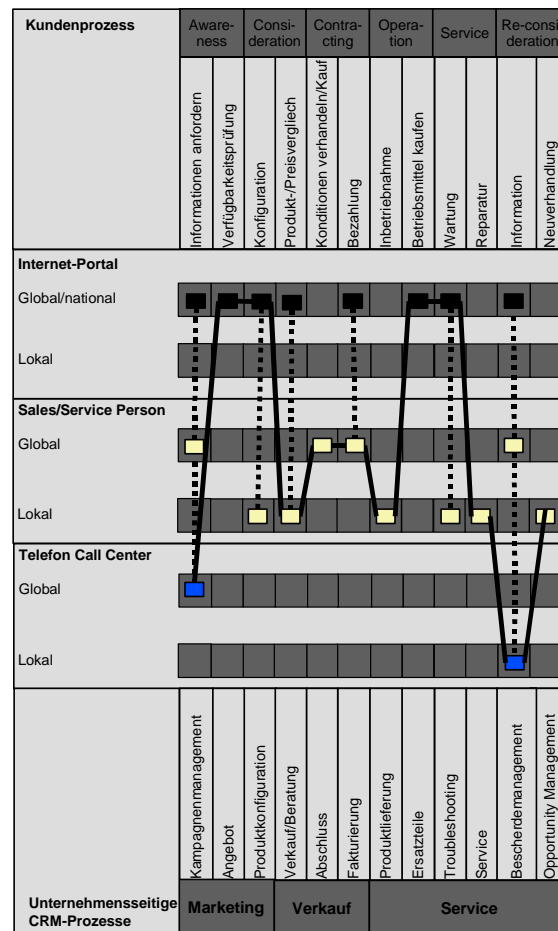 Kundenprozess
Aware-
ness
Consi-
deration
Contra-
cting
Opera-
tion
Service
Re-consi
deration
Informationen anfordern
Verfügbarkeitsprüfung
Konfiguration
Produkt-/Preisvergliech
Konditionen verhandeln/Kauf
Bezahlung
Inbetriebnahme
Betriebsmittel kaufen
Wartung
Reparatur
Information
Neuverhandlung
Internet-Portal
Global/national
Lokal
Sales/Service Person
Global
Lokal
Telefon Call Center
Global
Lokal
Kampagnenmanagement
Angebot
Produktkonfiguration
Verkauf/Beratung
Abschluss
Fakturierung
Produktlieferung
Ersatzteile
Troubleshooting
Service
Bescherdemanagement
Opportunity Management
Unternehmensseitige
CRM-Prozesse
Marketing
Verkauf
Service